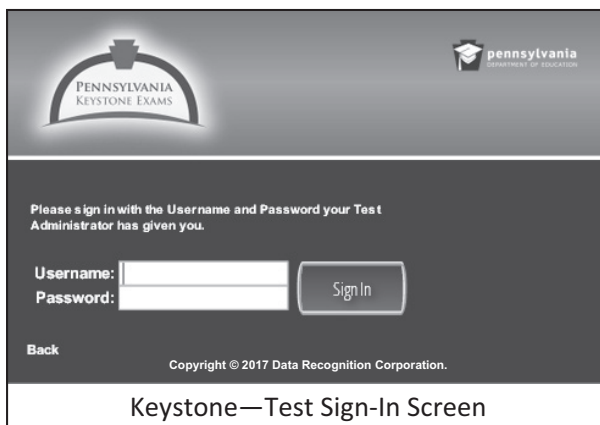 PENNSYLVANIA
KEYSTONE EXAMS
pennsylvania
DEPARTMENT OF EDUCATION
Please sign in with the Username and Password your Test
Administrator has given you.
Username:
Password:
Sign In
Back
Copyright © 2017 Data Recognition Corporation.
Keystone—Test Sign-In Screen